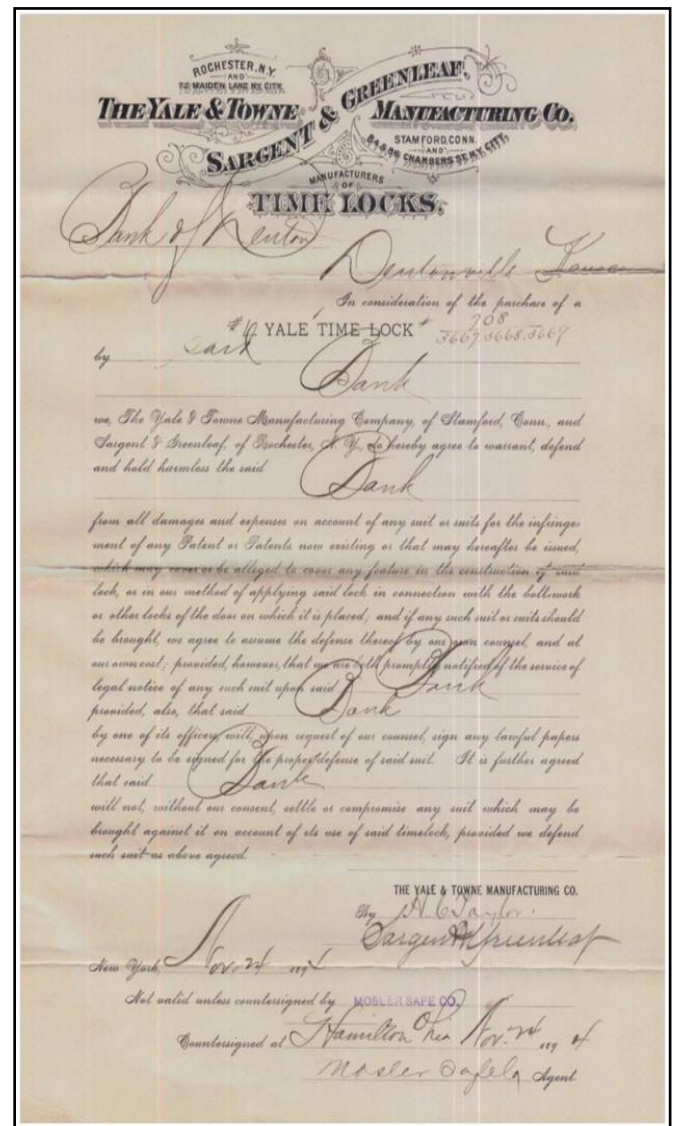 ROCHESTER, N.Y.
AND
72 MAIDEN LANE N.Y. CITY.
THE YALE & TOWNE MANUFACTURING CO.
SARGENT & GREENLEAF,
STAMFORD, CONN.
AND
84 & 86 CHAMBERS ST. N.Y. CITY.
MANUFACTURERS
OF
TIME LOCKS.
Bank of Denton
Dentonville Kansas
In consideration of the purchase of a
YALE TIME LOCK # 208
3667, 3668, 3669
by said Bank
we, The Yale & Towne Manufacturing Company, of Stamford, Conn., and
Sargent & Greenleaf, of Rochester, N. Y., do hereby agree to warrant, defend
and hold harmless the said
Bank
from all damages and expenses on account of any suit or suits for the infringe-
ment of any Patent or Patents now existing or that may hereafter be issued,
which may cover or be alleged to cover any feature in the construction of said
lock, or in our method of applying said lock in connection with the bolt-work
or other locks of the door on which it is placed; and if any such suit or suits should
be brought, we agree to assume the defense thereof by our own counsel, and at
our own cost; provided, however, that we are both promptly notified of the service of
legal notice of any such suit upon said Bank
provided, also, that said Bank
by one of its officers, will, upon request of our counsel, sign any lawful papers
necessary to be signed for the proper defense of said suit. It is further agreed
that said Bank
will not, without our consent, settle or compromise any suit which may be
brought against it on account of its use of said timelock, provided we defend
such suit as above agreed.
THE YALE & TOWNE MANUFACTURING CO.
By H. C. Taylor.
Sargent & Greenleaf
New York, Nov. 24 1894
Not valid unless countersigned by MOSLER SAFE CO.
Countersigned at Hamilton Ohio Nov. 24 1894
Mosler Safe Co Agent